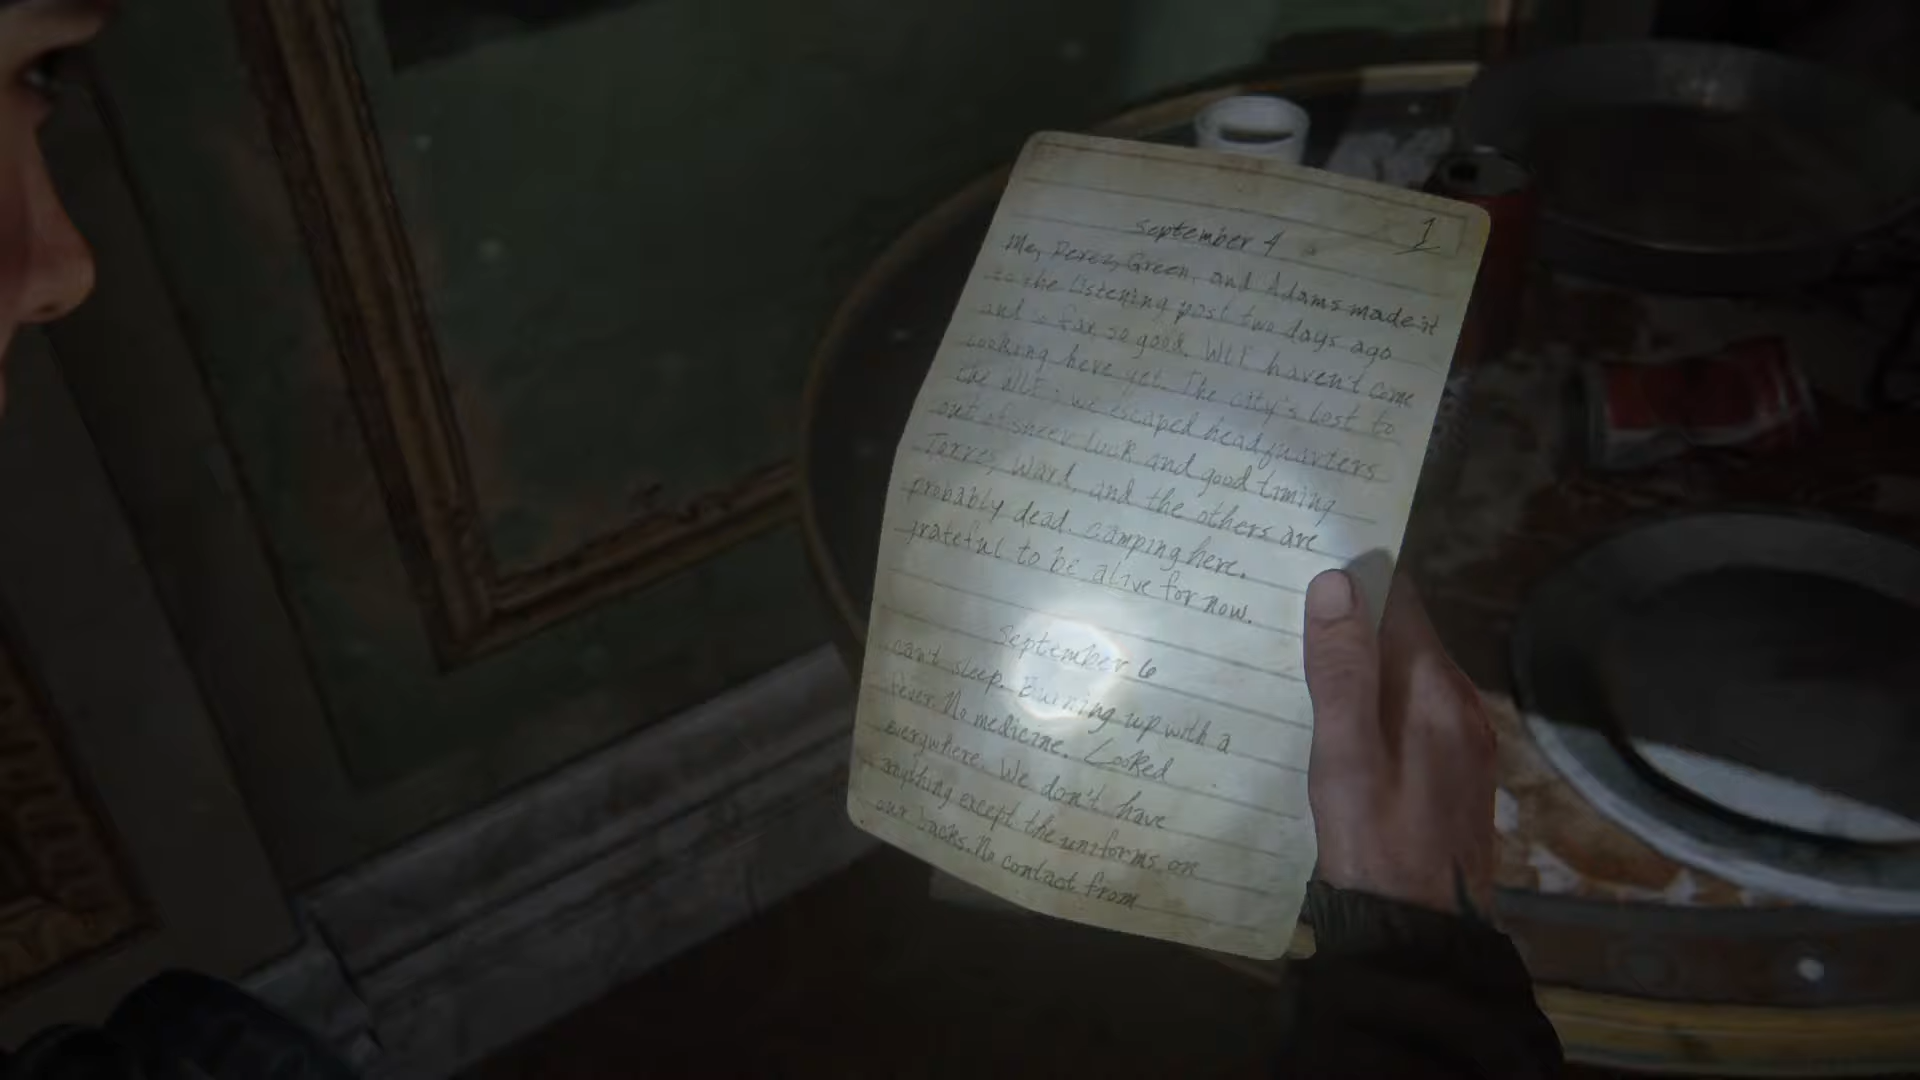 1
September 4
Me, Perez, Green, and Adams made it
to the listening post two days ago
and so far so good. WLF haven't come
looking here yet. The city's lost to
the WLF; we escaped headquarters
out of sheer luck and good timing
Torres, Ward, and the others are
probably dead. camping here.
grateful to be alive for now.
September 6
can't sleep. Burning up with a
fever. No medicine. Looked
everywhere. We don't have
anything except the uniforms on
our backs. No contact from